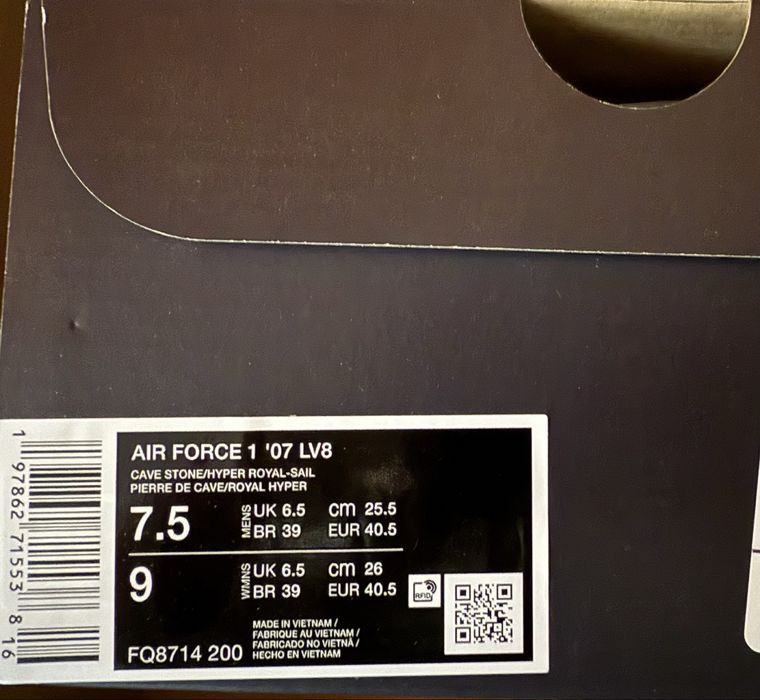 AIR FORCE 1 '07 LV8
CAVE STONE/HYPER ROYAL-SAIL
PIERRE DE CAVE/ROYAL HYPER
7.5
MENS
UK 6.5 cm 25.5
BR 39 EUR 40.5
9
WMNS
UK 6.5 cm 26
BR 39 EUR 40.5
RFID
FQ8714 200
MADE IN VIETNAM /
FABRIQUE AU VIETNAM /
FABRICADO NO VIETNÃ /
HECHO EN VIETNAM
1 97862 71553 8 16